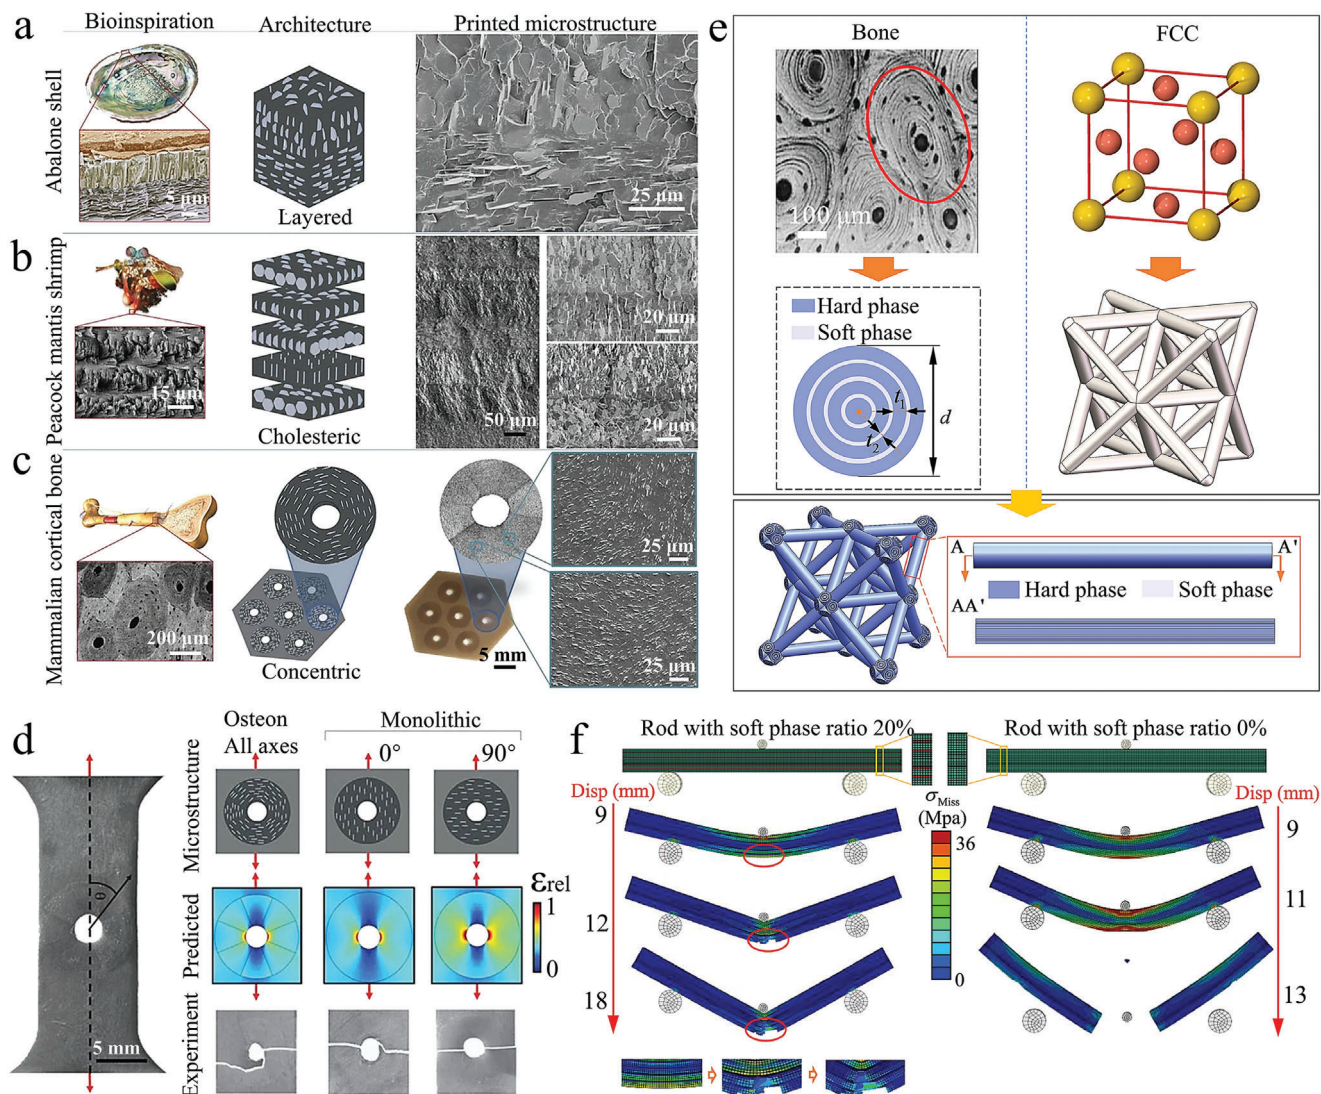 a
Bioinspiration
Architecture
Printed microstructure
Abalone shell
5 μm
Layered
25 μm
b
Peacock mantis shrimp
15 μm
Cholesteric
50 μm
20 μm
20 μm
c
Mammalian cortical bone
200 μm
Concentric
5 mm
25 μm
25 μm
e
Bone
FCC
100 μm
Hard phase
Soft phase
t1
t2
d
A
A'
Hard phase
Soft phase
AA'
d
Osteon
All axes
Monolithic
0°
90°
θ
5 mm
Microstructure
Predicted
Experiment
εrel
1
0
f
Rod with soft phase ratio 20%
Rod with soft phase ratio 0%
Disp (mm)
9
12
18
σMiss
(Mpa)
36
0
Disp (mm)
9
11
13